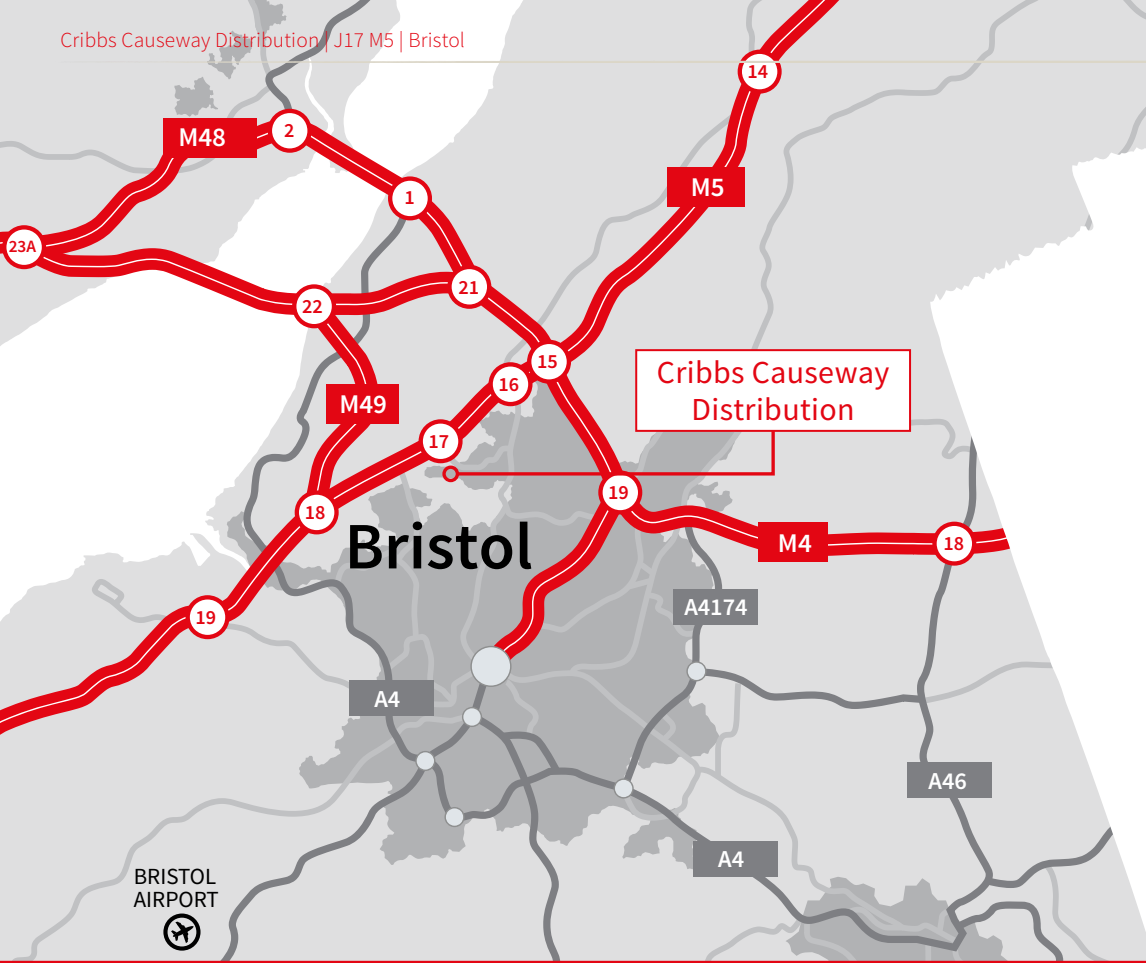 Cribbs Causeway Distribution | J17 M5 | Bristol
14
2
M48
M5
1
23A
21
22
15
Cribbs Causeway
Distribution
16
M49
17
19
18
Bristol
M4
18
A4174
19
A4
A46
A4
BRISTOL
AIRPORT